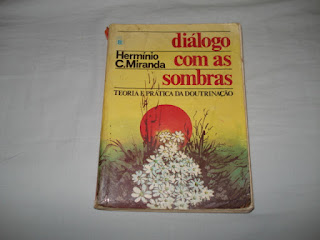 diálogo
com as
sombras
Hermínio
C. Miranda
TEORIA E PRÁTICA DA DOUTRINAÇÃO